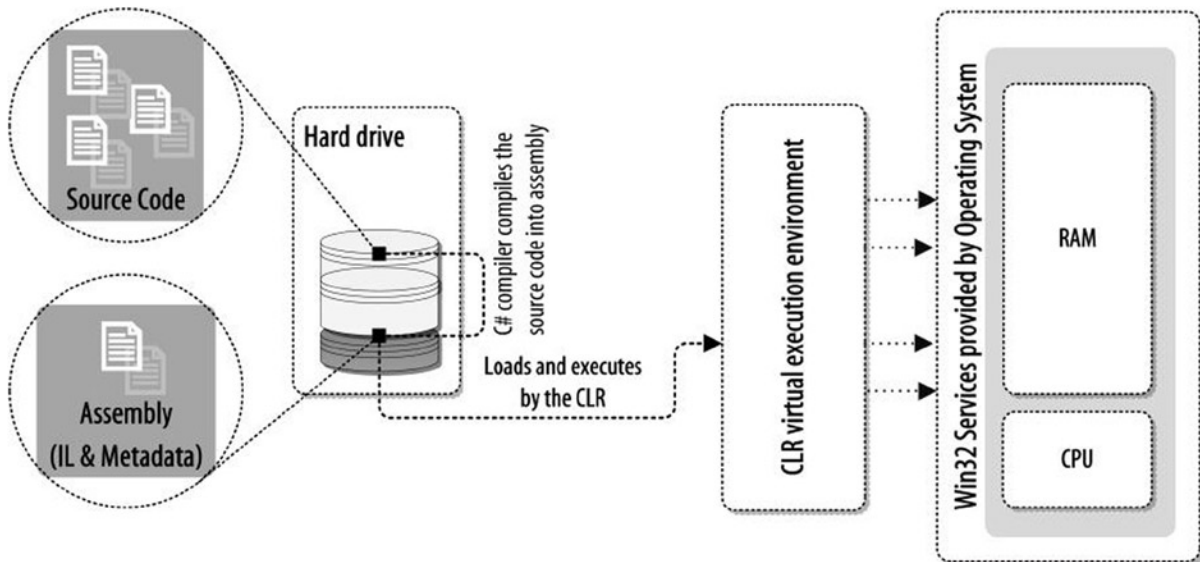 Source Code
Assembly
(IL & Metadata)
Hard drive
C# compiler compiles the
source code into assembly
Loads and executes
by the CLR
CLR virtual execution environment
Win32 Services provided by Operating System
RAM
CPU